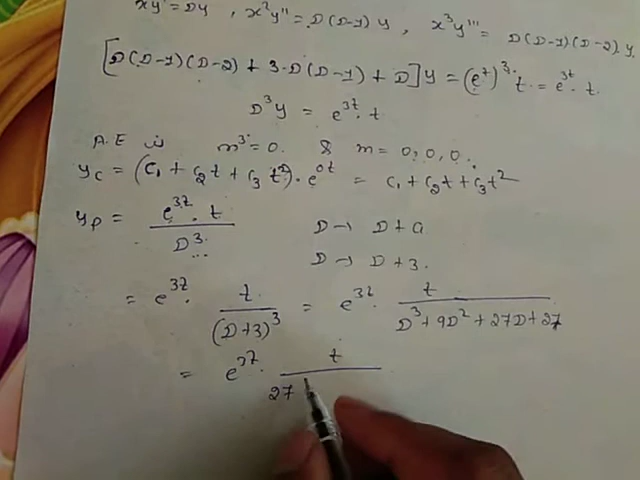 xy' = Dy , x²y'' = D(D-1) y , x³y''' = D(D-1)(D-2) y.
[D(D-1)(D-2) + 3·D(D-1) + D]y = (e^t)^3· t = e^3t · t.
D³y = e^3t · t
A.E is m³ = 0. & m = 0, 0, 0.
y_c = (c₁ + c₂t + c₃t²)· e^0t = c₁ + c₂t + c₃t²
y_p = e^3t · t / D³ D → D + a
D → D + 3.
= e^3t · t / (D+3)³ = e^3t · t / D³ + 9D² + 27D + 27
= e^3t · t / 27